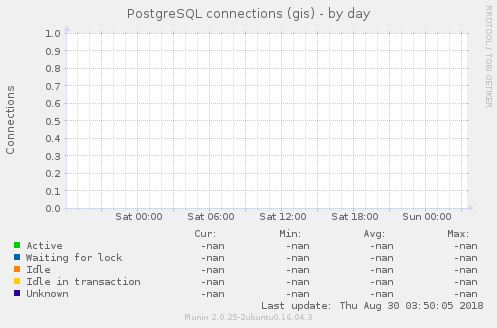 PostgreSQL connections (gis) - by day
RRDTOOL / TOBI OETIKER
Connections
1.0
0.9
0.8
0.7
0.6
0.5
0.4
0.3
0.2
0.1
0.0
Sat 00:00 Sat 06:00 Sat 12:00 Sat 18:00 Sun 00:00
Cur: Min: Avg: Max:
Active -nan -nan -nan -nan
Waiting for lock -nan -nan -nan -nan
Idle -nan -nan -nan -nan
Idle in transaction -nan -nan -nan -nan
Unknown -nan -nan -nan -nan
Last update: Thu Aug 30 03:50:05 2018
Munin 2.0.25-2ubuntu0.16.04.3